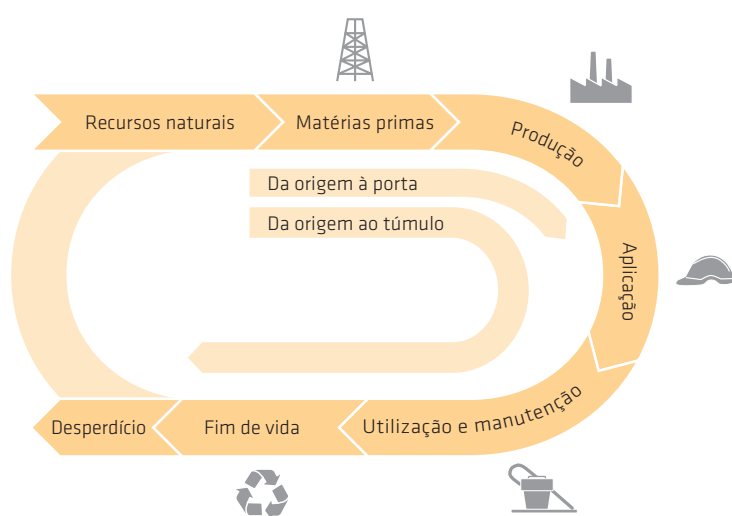 Recursos naturais
Matérias primas
Produção
Da origem à porta
Da origem ao túmulo
Aplicação
Utilização e manutenção
Fim de vida
Desperdício